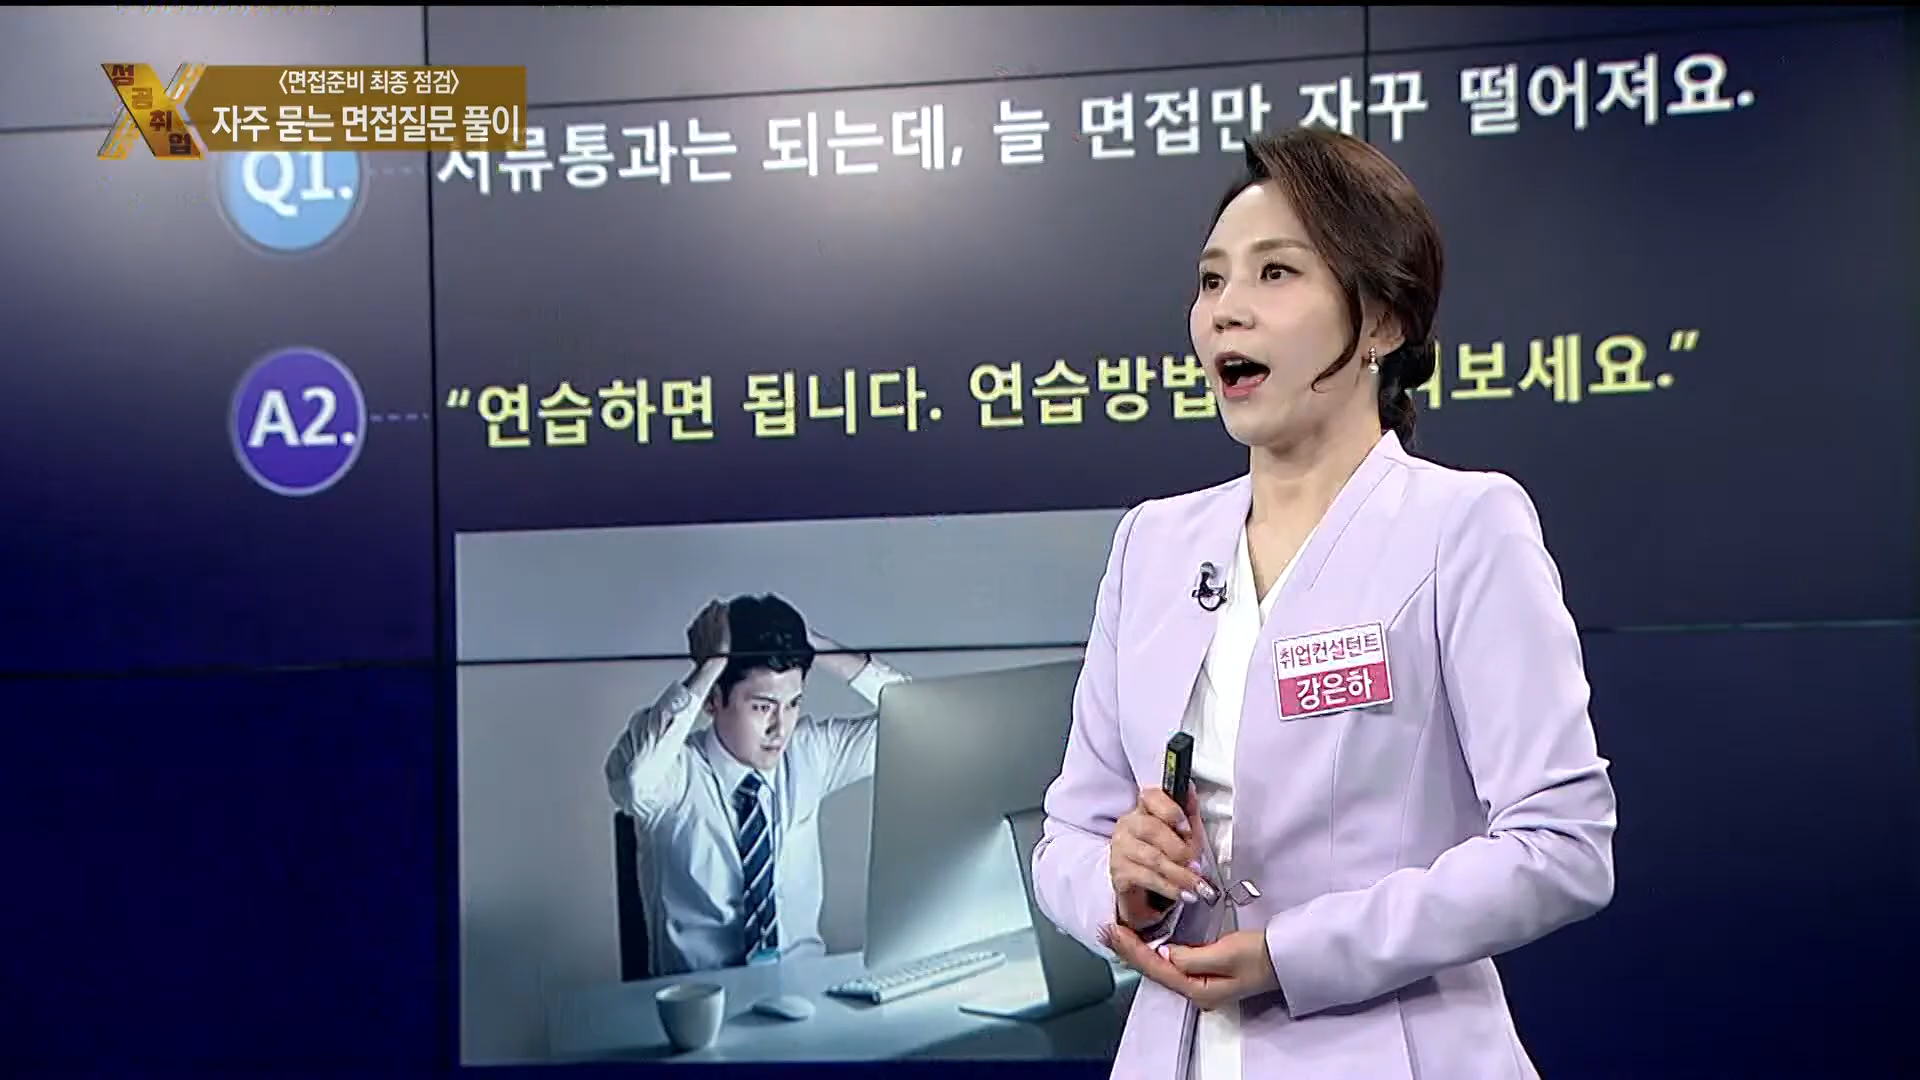 성공취업
<면접준비 최종 점검>
자주 묻는 면접질문 풀이
Q1.
서류통과는 되는데, 늘 면접만 자꾸 떨어져요.
A2.
“연습하면 됩니다. 연습방법 보세요.”
취업컨설턴트
강은하